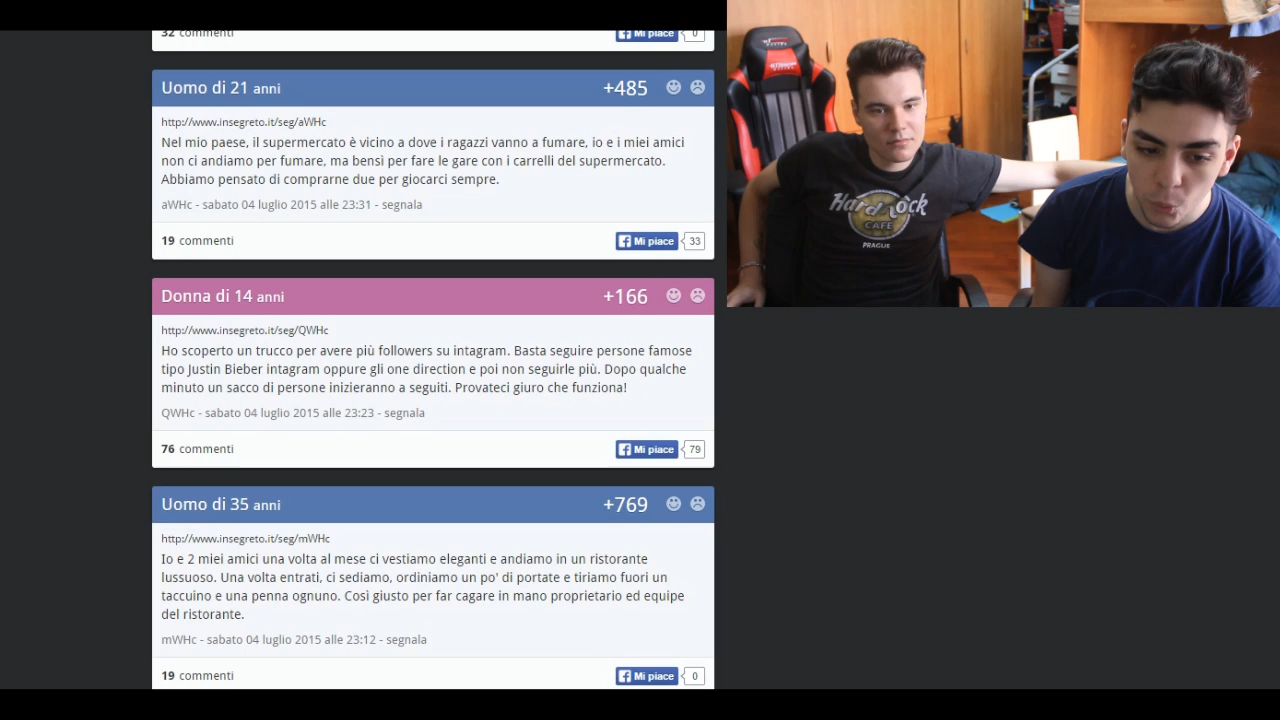 32 commenti
Mi piace 0
Uomo di 21 anni +485
http://www.insegreto.it/seg/aWHc
Nel mio paese, il supermercato è vicino a dove i ragazzi vanno a fumare, io e i miei amici
non ci andiamo per fumare, ma bensì per fare le gare con i carrelli del supermercato.
Abbiamo pensato di comprarne due per giocarci sempre.
aWHc - sabato 04 luglio 2015 alle 23:31 - segnala
19 commenti
Mi piace 33
Donna di 14 anni +166
http://www.insegreto.it/seg/QWHc
Ho scoperto un trucco per avere più followers su intagram. Basta seguire persone famose
tipo Justin Bieber intagram oppure gli one direction e poi non seguirle più. Dopo qualche
minuto un sacco di persone inizieranno a seguiti. Provateci giuro che funziona!
QWHc - sabato 04 luglio 2015 alle 23:23 - segnala
76 commenti
Mi piace 79
Uomo di 35 anni +769
http://www.insegreto.it/seg/mWHc
Io e 2 miei amici una volta al mese ci vestiamo eleganti e andiamo in un ristorante
lussuoso. Una volta entrati, ci sediamo, ordiniamo un po' di portate e tiriamo fuori un
taccuino e una penna ognuno. Così giusto per far cagare in mano proprietario ed equipe
del ristorante.
mWHc - sabato 04 luglio 2015 alle 23:12 - segnala
19 commenti
Mi piace 0
Hard Rock
CAFE
PRAGUE